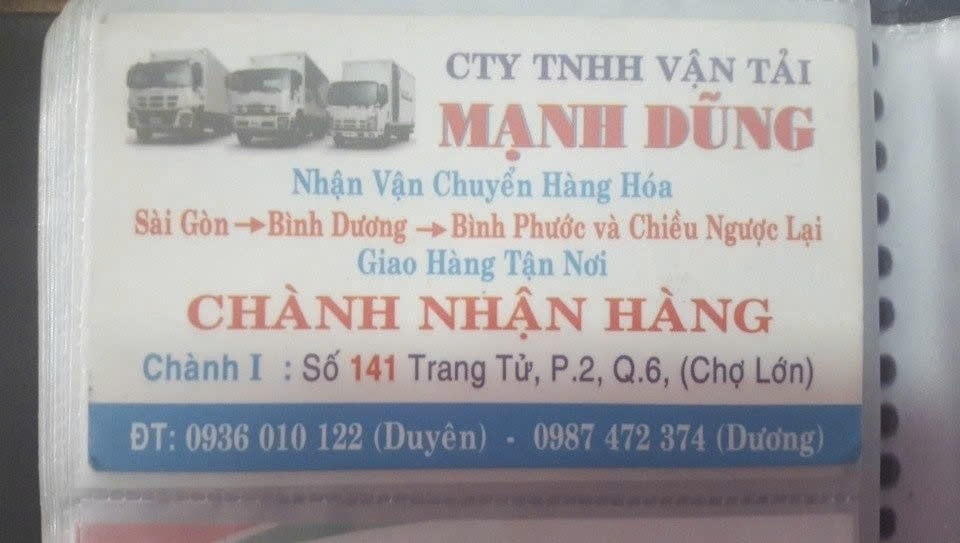 CTY TNHH VẬN TẢI
MẠNH DŨNG
Nhận Vận Chuyển Hàng Hóa
Sài Gòn → Bình Dương → Bình Phước và Chiều Ngược Lại
Giao Hàng Tận Nơi
CHÀNH NHẬN HÀNG
Chành I : Số 141 Trang Tử, P.2, Q.6, (Chợ Lớn)
ĐT: 0936 010 122 (Duyên) - 0987 472 374 (Dương)